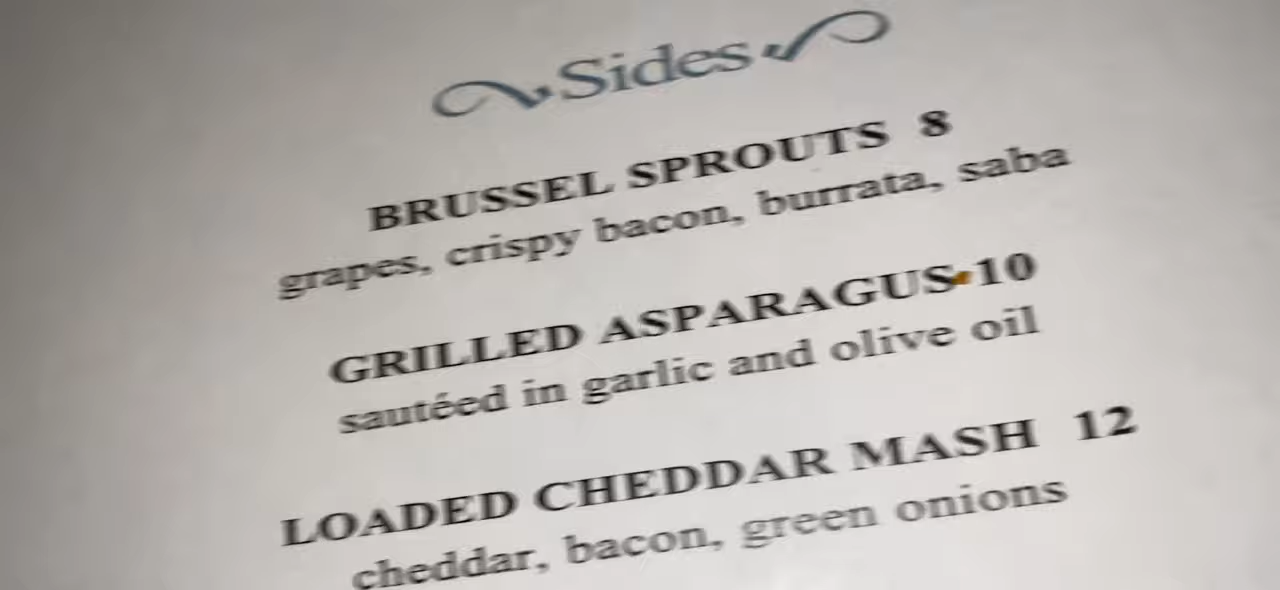 Sides
BRUSSEL SPROUTS 8
grapes, crispy bacon, burrata, saba
GRILLED ASPARAGUS 10
sautéed in garlic and olive oil
LOADED CHEDDAR MASH 12
cheddar, bacon, green onions